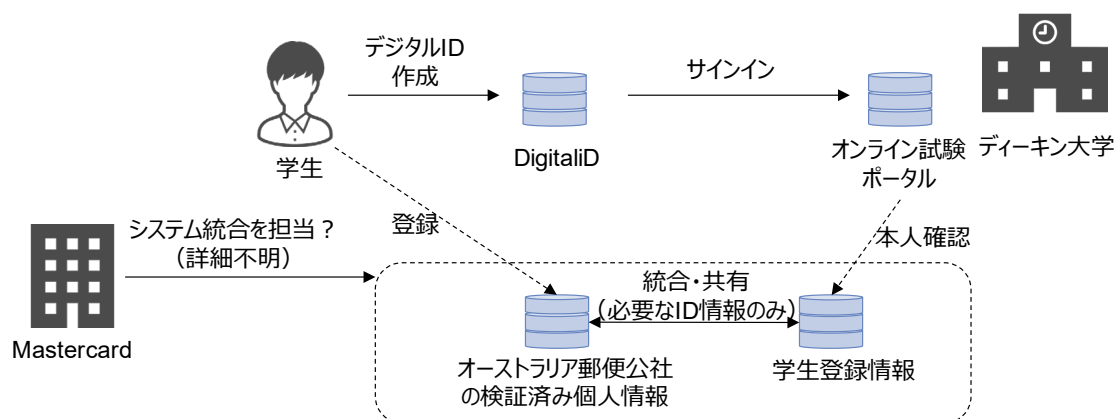 デジタルID
作成
サインイン
学生
DigitaliD
オンライン試験
ポータル
ディーキン大学
システム統合を担当？
（詳細不明）
登録
本人確認
統合・共有
（必要なID情報のみ）
Mastercard
オーストラリア郵便公社
の検証済み個人情報
学生登録情報